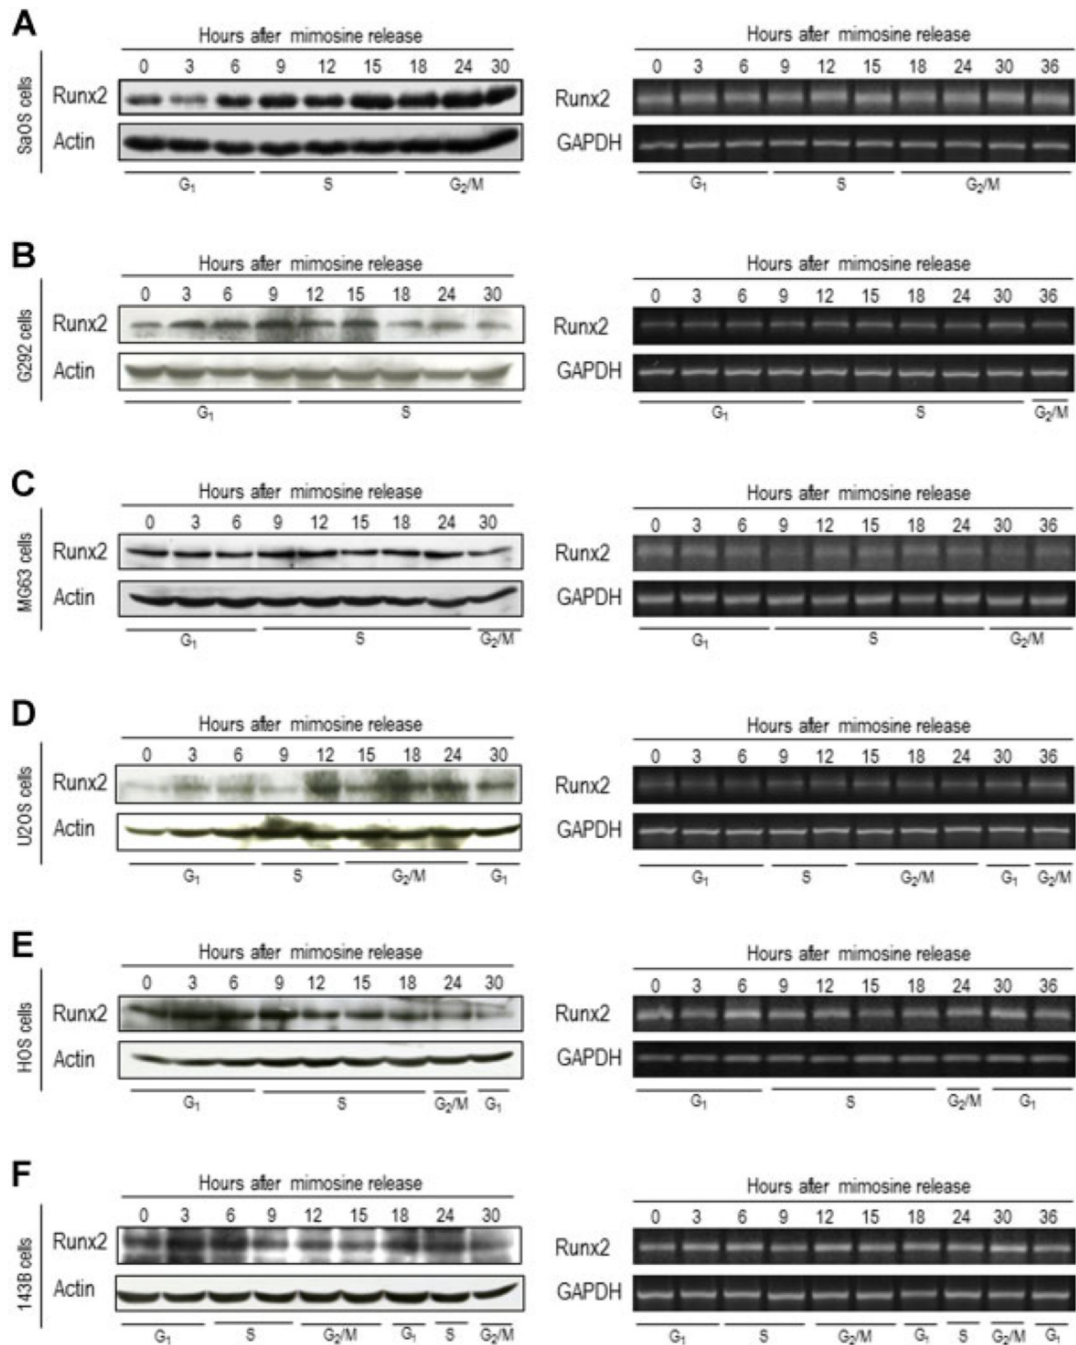 A
Hours after mimosine release Hours after mimosine release
SaOS cells
0 3 6 9 12 15 18 24 30 0 3 6 9 12 15 18 24 30 36
Runx2 Runx2
Actin GAPDH
G1 S G2/M G1 S G2/M
B
Hours after mimosine release Hours after mimosine release
G292 cells
0 3 6 9 12 15 18 24 30 0 3 6 9 12 15 18 24 30 36
Runx2 Runx2
Actin GAPDH
G1 S G1 S G2/M
C
Hours after mimosine release Hours after mimosine release
MG63 cells
0 3 6 9 12 15 18 24 30 0 3 6 9 12 15 18 24 30 36
Runx2 Runx2
Actin GAPDH
G1 S G2/M G1 S G2/M
D
Hours after mimosine release Hours after mimosine release
U2OS cells
0 3 6 9 12 15 18 24 30 0 3 6 9 12 15 18 24 30 36
Runx2 Runx2
Actin GAPDH
G1 S G2/M G1 G1 S G2/M G1 G2/M
E
Hours after mimosine release Hours after mimosine release
HOS cells
0 3 6 9 12 15 18 24 30 0 3 6 9 12 15 18 24 30 36
Runx2 Runx2
Actin GAPDH
G1 S G2/M G1 G1 S G2/M G1
F
Hours after mimosine release Hours after mimosine release
143B cells
0 3 6 9 12 15 18 24 30 0 3 6 9 12 15 18 24 30 36
Runx2 Runx2
Actin GAPDH
G1 S G2/M G1 S G2/M G1 S G2/M G1 S G2/M G1